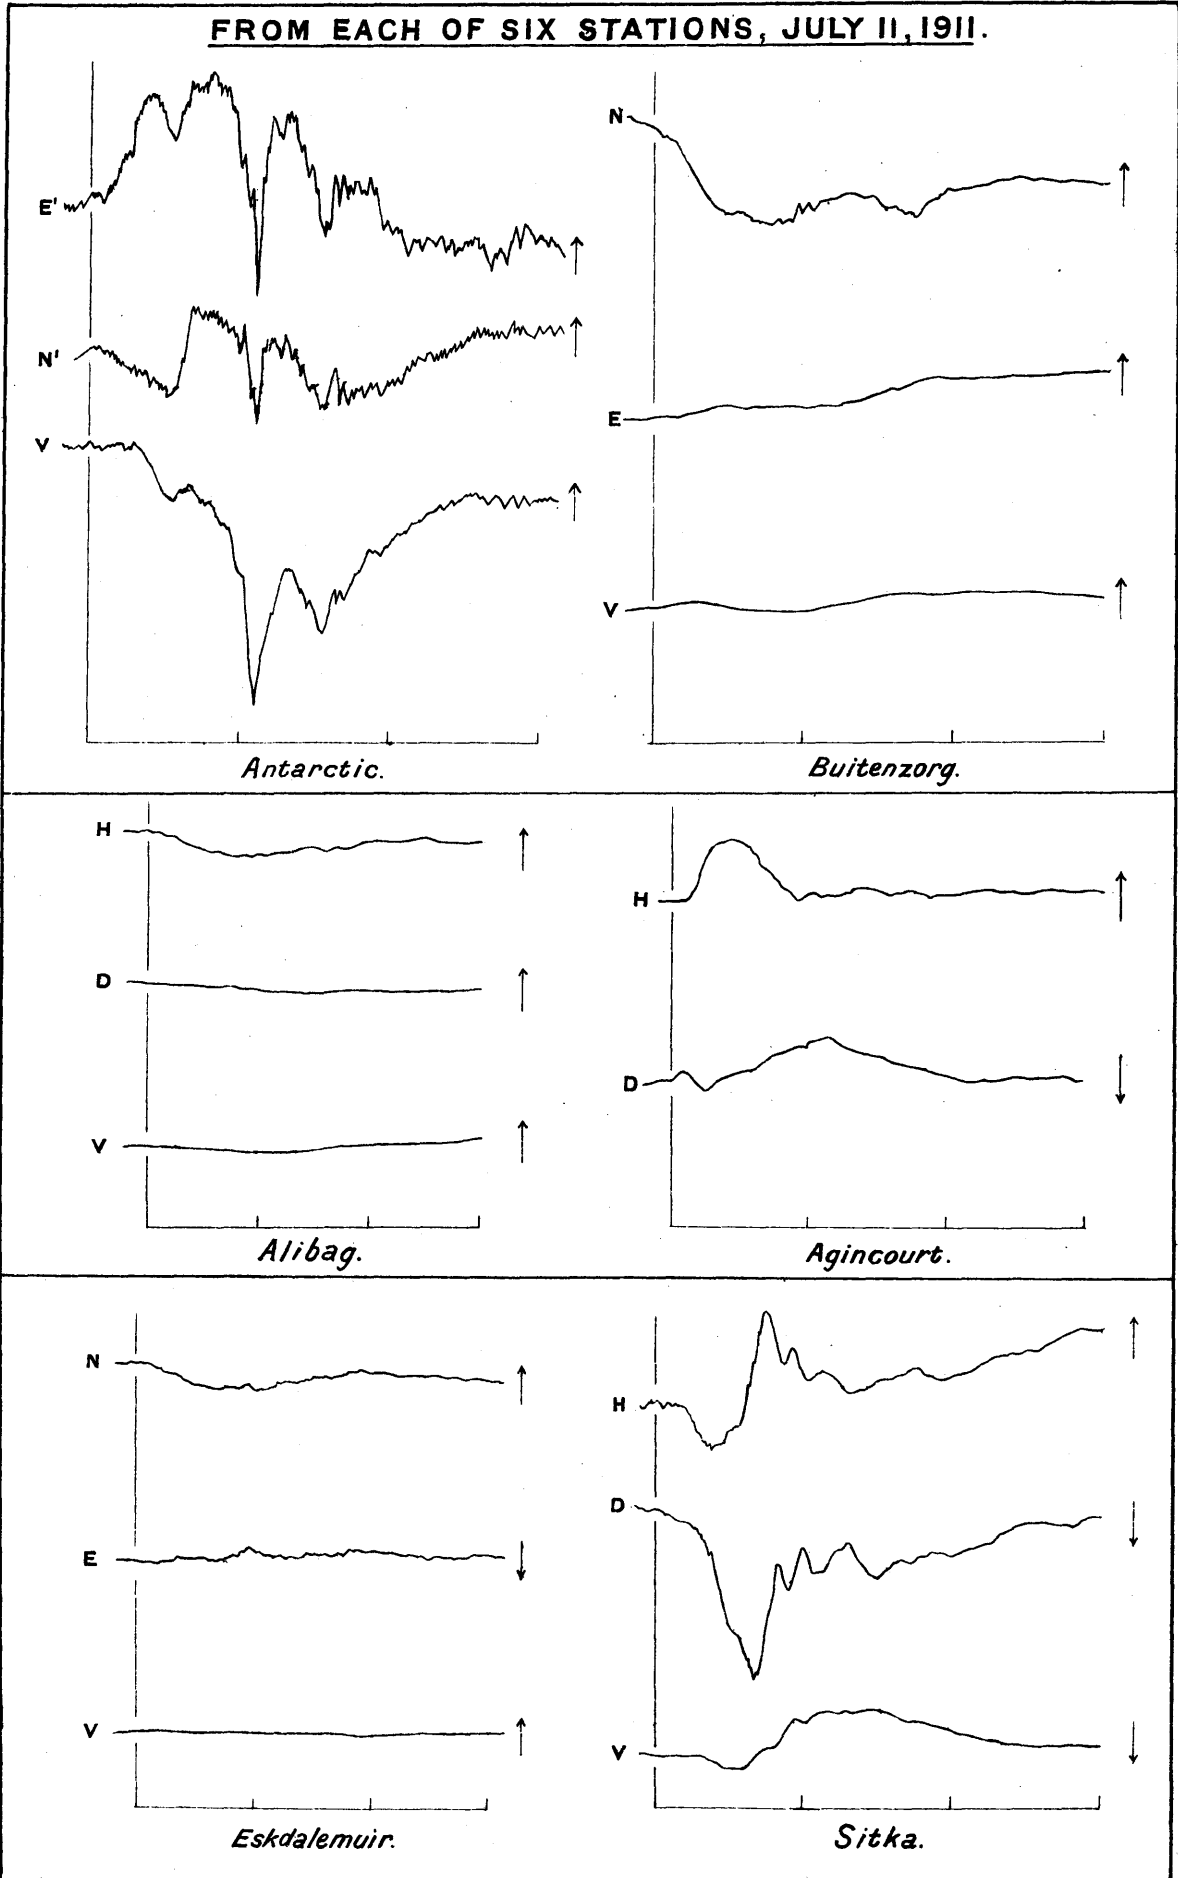 FROM EACH OF SIX STATIONS, JULY 11, 1911.
E'
N'
V
Antarctic.
N
E
V
Buitenzorg.
H
D
V
Alibag.
H
D
Agincourt.
N
E
V
Eskdalemuir.
H
D
V
Sitka.